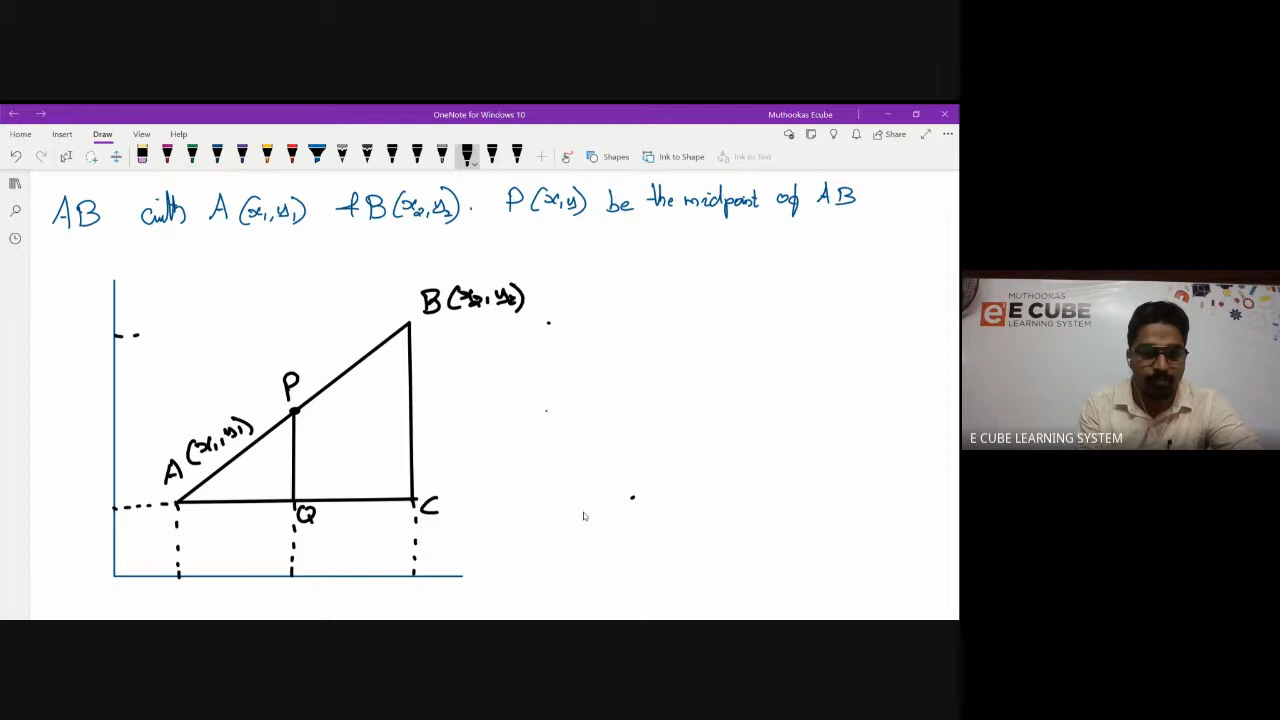 OneNote for Windows 10
Muthookas Ecube
Home Insert Draw View Help
Share
Shapes Ink to Shape Ink to Text
AB with A (x₁, y₁) & B (x₂, y₂). P (x, y) be the midpoint of AB
B (x₂, y₂)
P
A (x₁, y₁)
Q
C
MUTHOOKAS
e E CUBE
LEARNING SYSTEM
E CUBE LEARNING SYSTEM